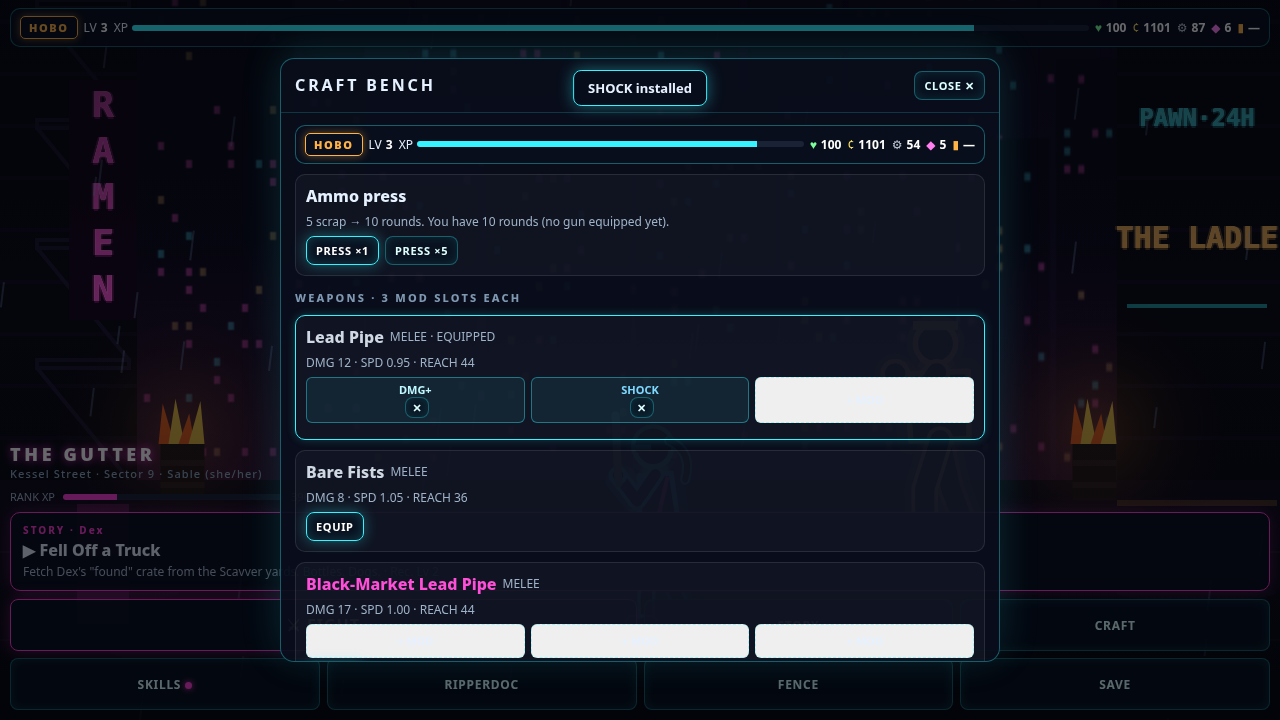 HOBO LV 3 XP ♥ 100 ¢ 1101 ⚙ 87 ◆ 6 ▮ —
RAMEN
PAWN·24H
THE LADLE
CRAFT BENCH
SHOCK installed
CLOSE ✕
HOBO LV 3 XP ♥ 100 ¢ 1101 ⚙ 54 ◆ 5 ▮ —
Ammo press
5 scrap → 10 rounds. You have 10 rounds (no gun equipped yet).
PRESS ×1 PRESS ×5
WEAPONS · 3 MOD SLOTS EACH
Lead Pipe MELEE · EQUIPPED
DMG 12 · SPD 0.95 · REACH 44
DMG+ SHOCK
✕ ✕
Bare Fists MELEE
DMG 8 · SPD 1.05 · REACH 36
EQUIP
Black-Market Lead Pipe MELEE
DMG 17 · SPD 1.00 · REACH 44
THE GUTTER
Kessel Street · Sector 9 · Sable (she/her)
RANK XP
STORY · Dex
▶ Fell Off a Truck
Fetch Dex's "found" crate from the Scavver
CRAFT
SKILLS RIPPERDOC FENCE SAVE